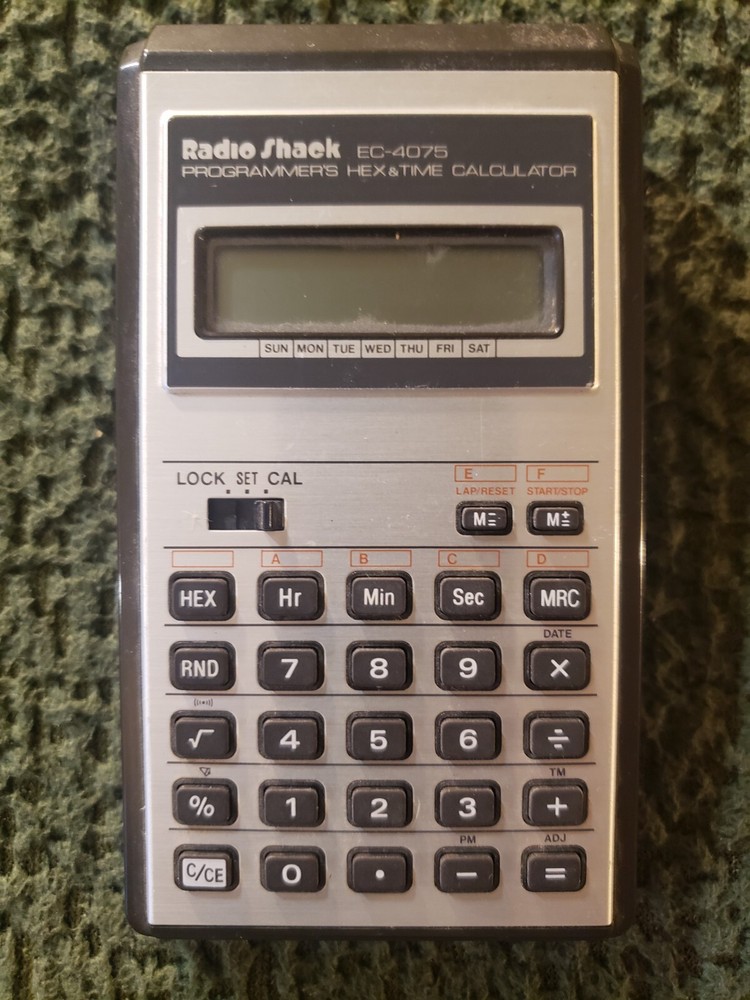 Radio Shack EC-4075
PROGRAMMER'S HEX&TIME CALCULATOR
SUN MON TUE WED THU FRI SAT
LOCK SET CAL
E F
LAP/RESET START/STOP
M= M±
A B C D
HEX Hr Min Sec MRC
DATE
RND 7 8 9 ×
√ 4 5 6 ÷
TM
% 1 2 3 +
PM ADJ
C/CE 0 . − =